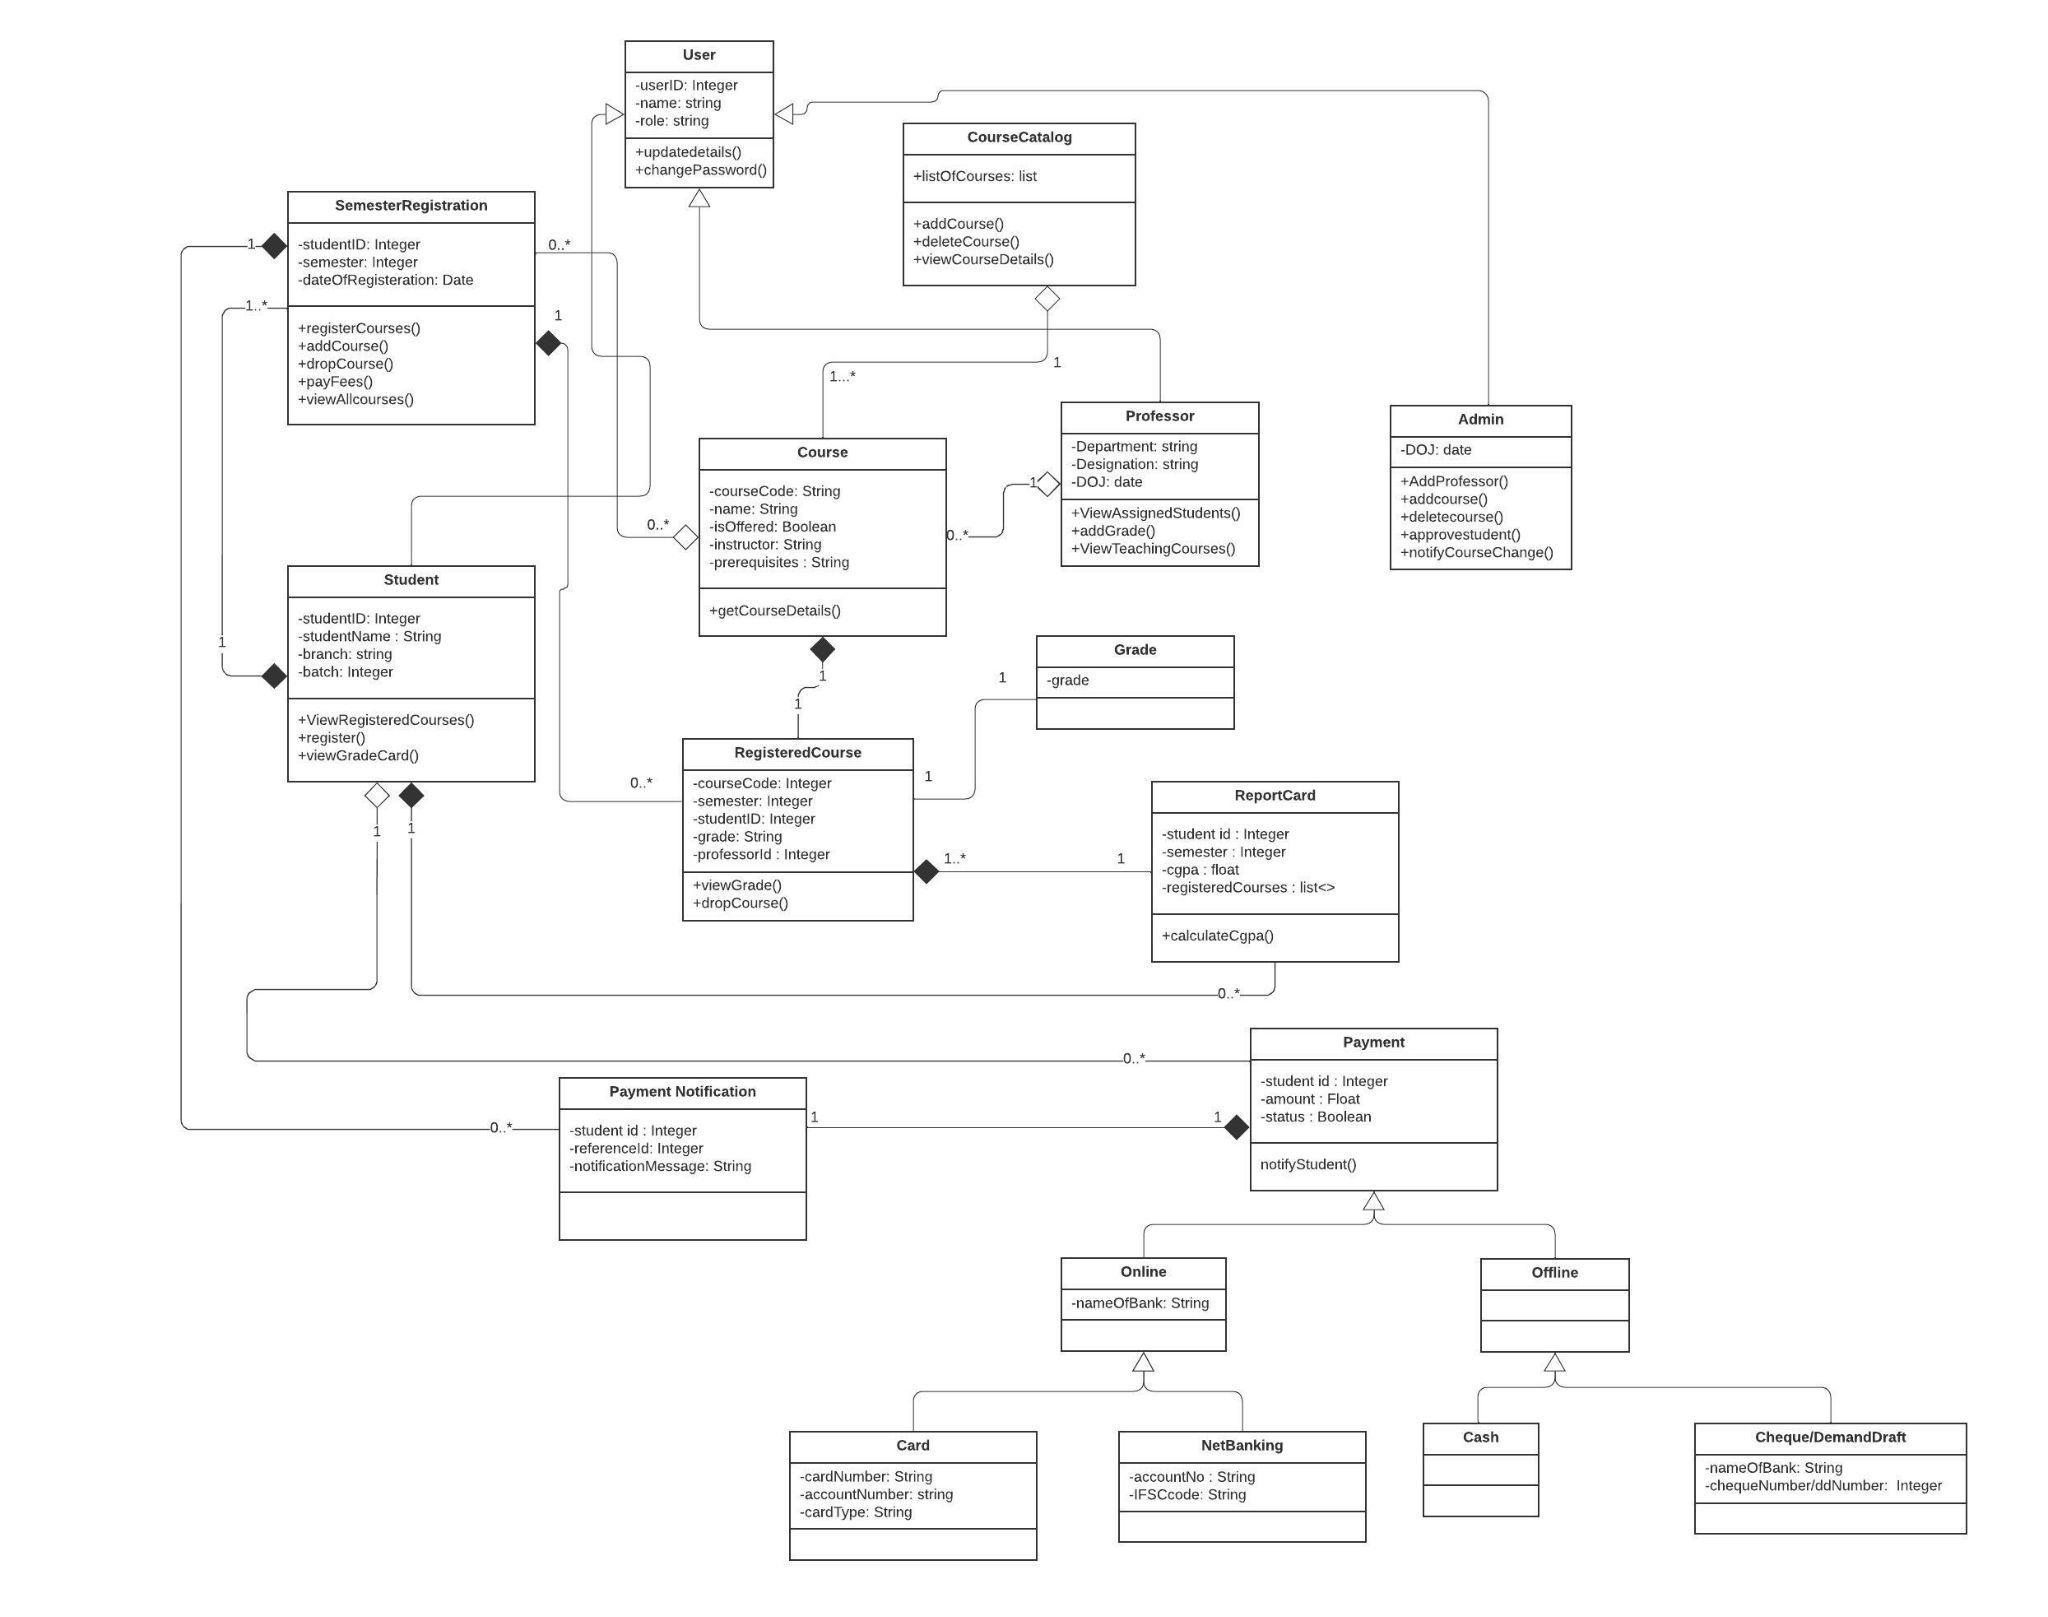 User
-userID: Integer
-name: string
-role: string
+updatedetails()
+changePassword()
CourseCatalog
+listOfCourses: list
+addCourse()
+deleteCourse()
+viewCourseDetails()
SemesterRegistration
-studentID: Integer
-semester: Integer
-dateOfRegisteration: Date
+registerCourses()
+addCourse()
+dropCourse()
+payFees()
+viewAllcourses()
1
0..*
1..*
1
1
1...*
Professor
-Department: string
-Designation: string
-DOJ: date
+ViewAssignedStudents()
+addGrade()
+ViewTeachingCourses()
Admin
-DOJ: date
+AddProfessor()
+addcourse()
+deletecourse()
+approvestudent()
+notifyCourseChange()
Course
-courseCode: String
-name: String
-isOffered: Boolean
-instructor: String
-prerequisites : String
+getCourseDetails()
1
0..*
0..*
Student
-studentID: Integer
-studentName : String
-branch: string
-batch: Integer
+ViewRegisteredCourses()
+register()
+viewGradeCard()
1
Grade
-grade
1
1
1
RegisteredCourse
-courseCode: Integer
-semester: Integer
-studentID: Integer
-grade: String
-professorId : Integer
+viewGrade()
+dropCourse()
0..*
1
1..*
1
ReportCard
-student id : Integer
-semester : Integer
-cgpa : float
-registeredCourses : list<>
+calculateCgpa()
1
1
0..*
0..*
Payment
-student id : Integer
-amount : Float
-status : Boolean
notifyStudent()
Payment Notification
-student id : Integer
-referenceId: Integer
-notificationMessage: String
0..*
1
1
Online
-nameOfBank: String
Offline
Card
-cardNumber: String
-accountNumber: string
-cardType: String
NetBanking
-accountNo : String
-IFSCcode: String
Cash
Cheque/DemandDraft
-nameOfBank: String
-chequeNumber/ddNumber:  Integer